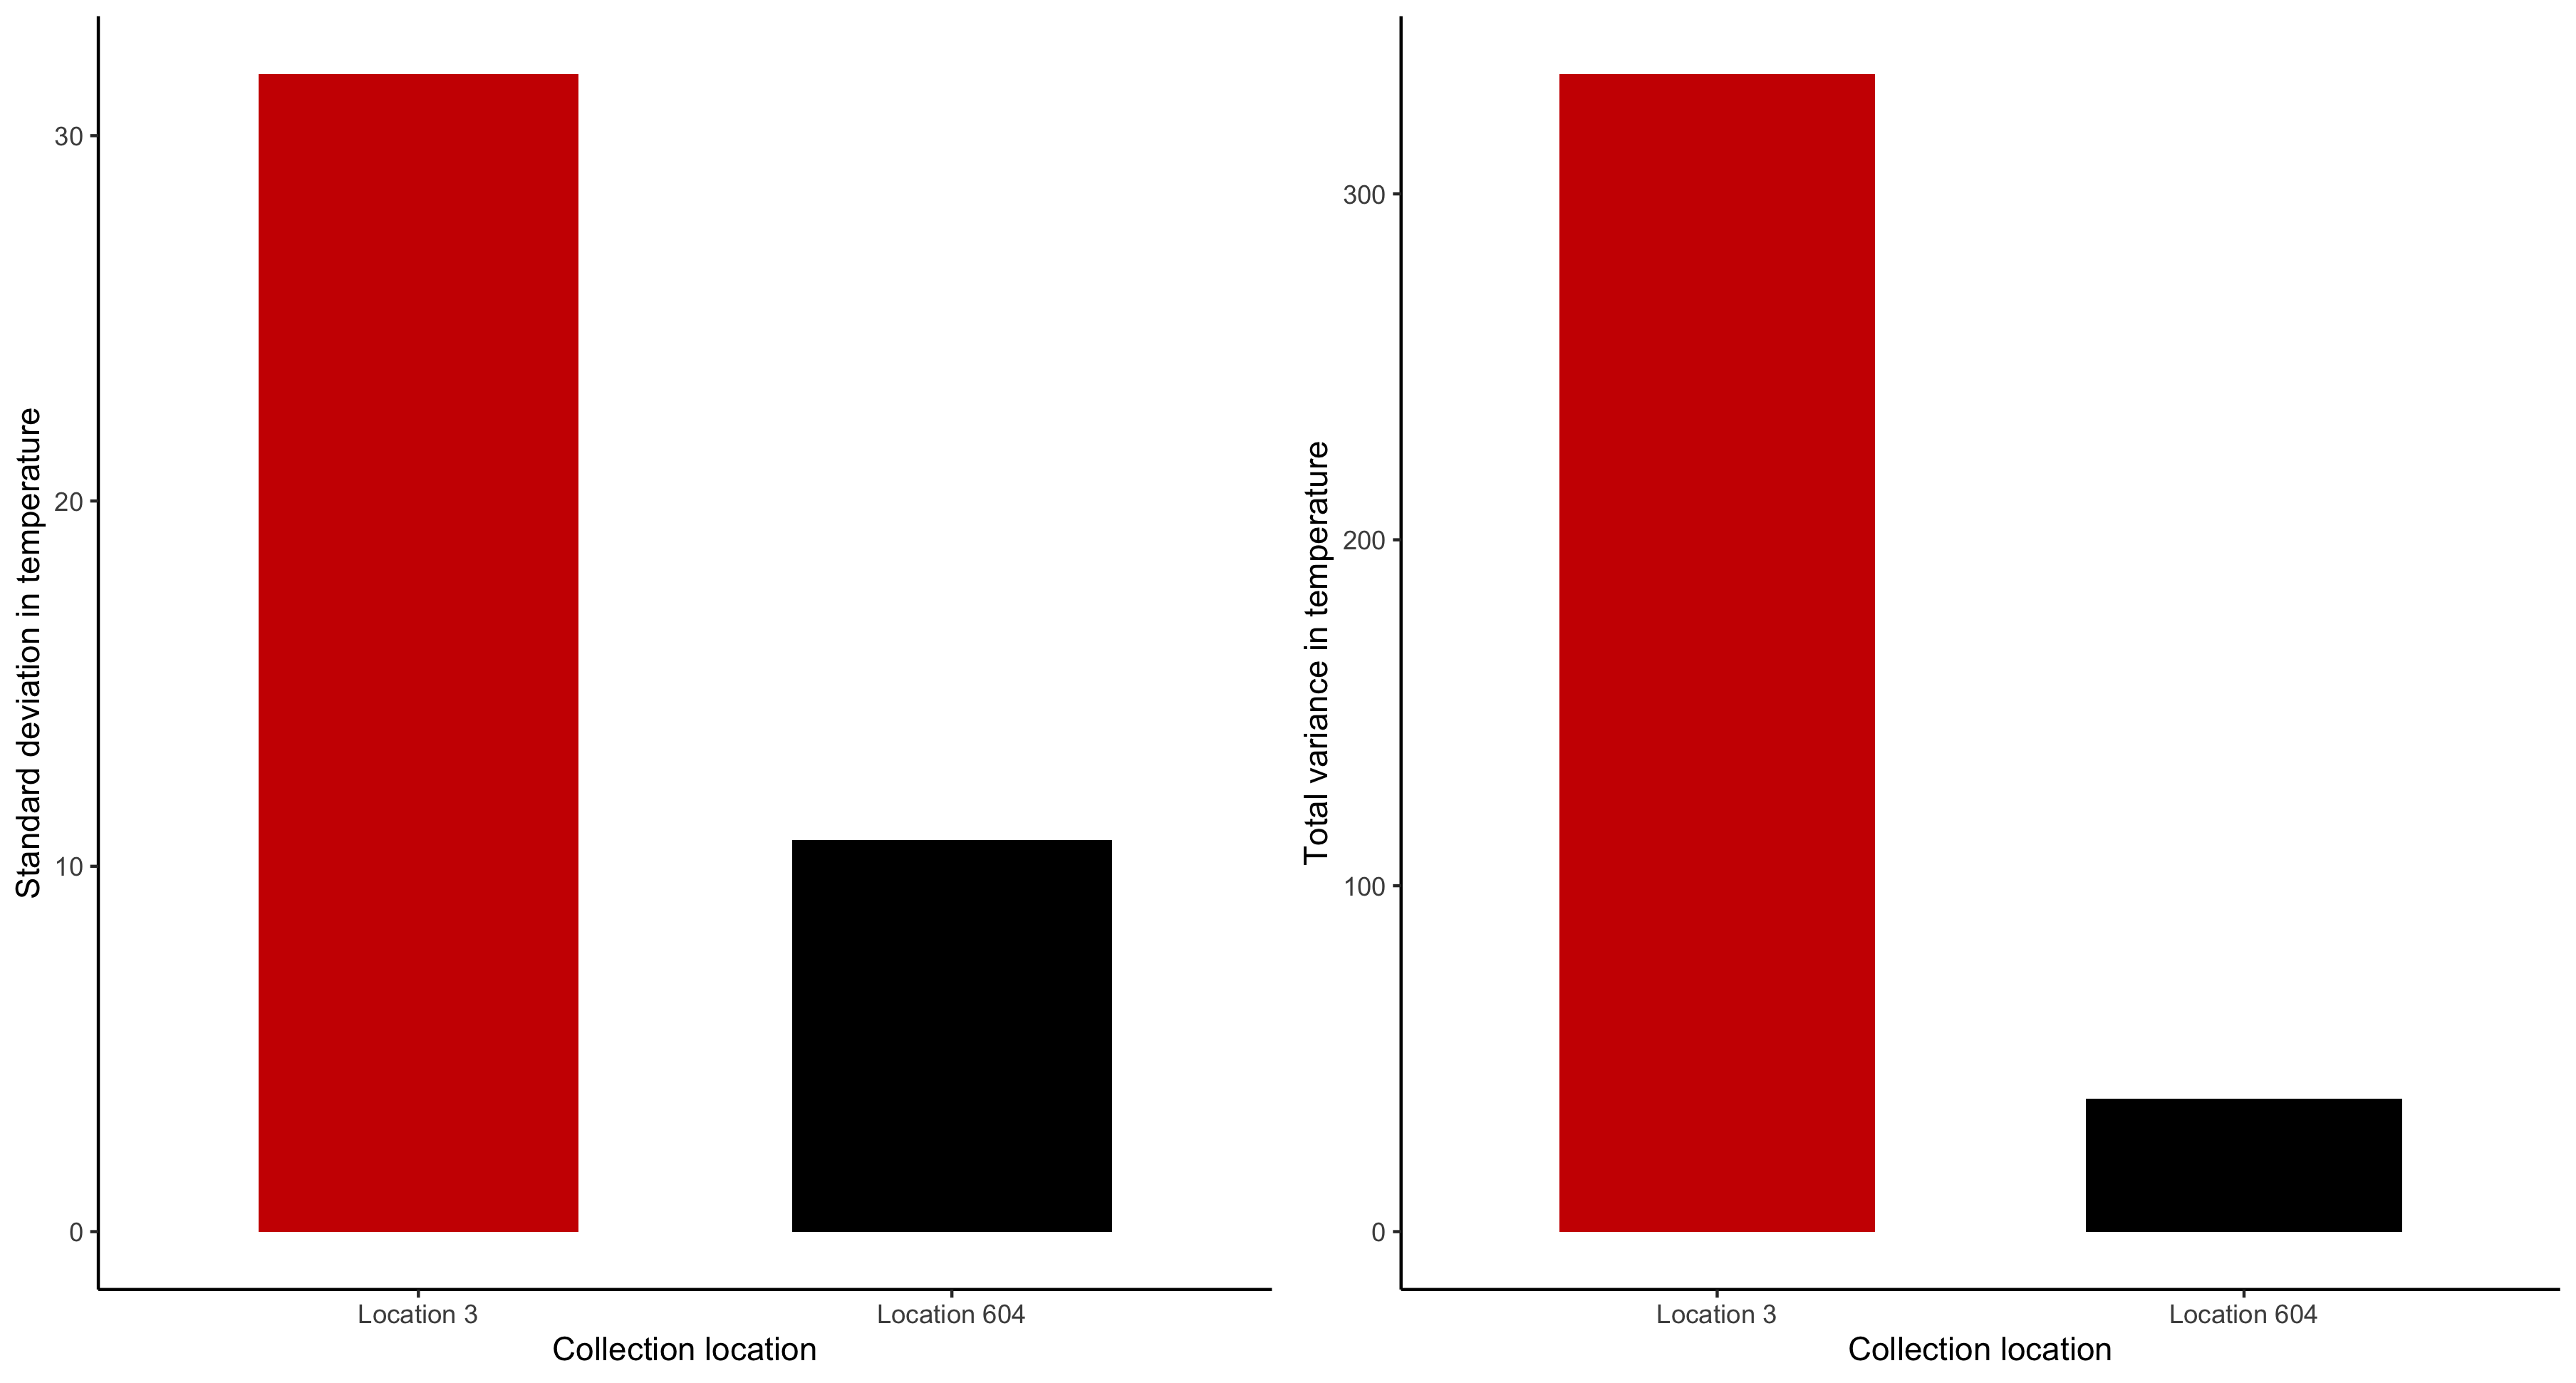 Standard deviation in temperature
30
20
10
0
Location 3
Location 604
Collection location
Total variance in temperature
300
200
100
0
Location 3
Location 604
Collection location